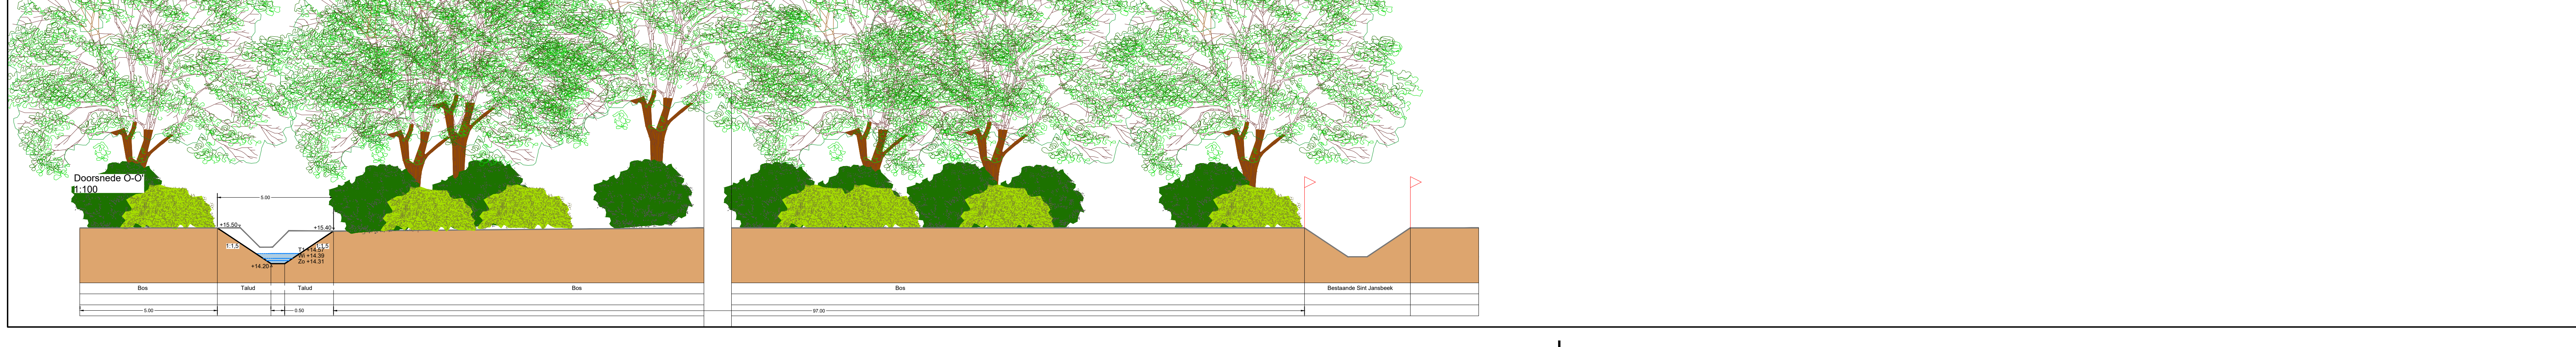 Doorsnede O-O'
1:100
5.00
+15.50
+15.40
1:1,5
1:1,5
T1 +14.57
Wi +14.39
Zo +14.31
+14.20
Bos
Talud
Talud
Bos
Bos
Bestaande Sint Jansbeek
5.00
0.50
97.00